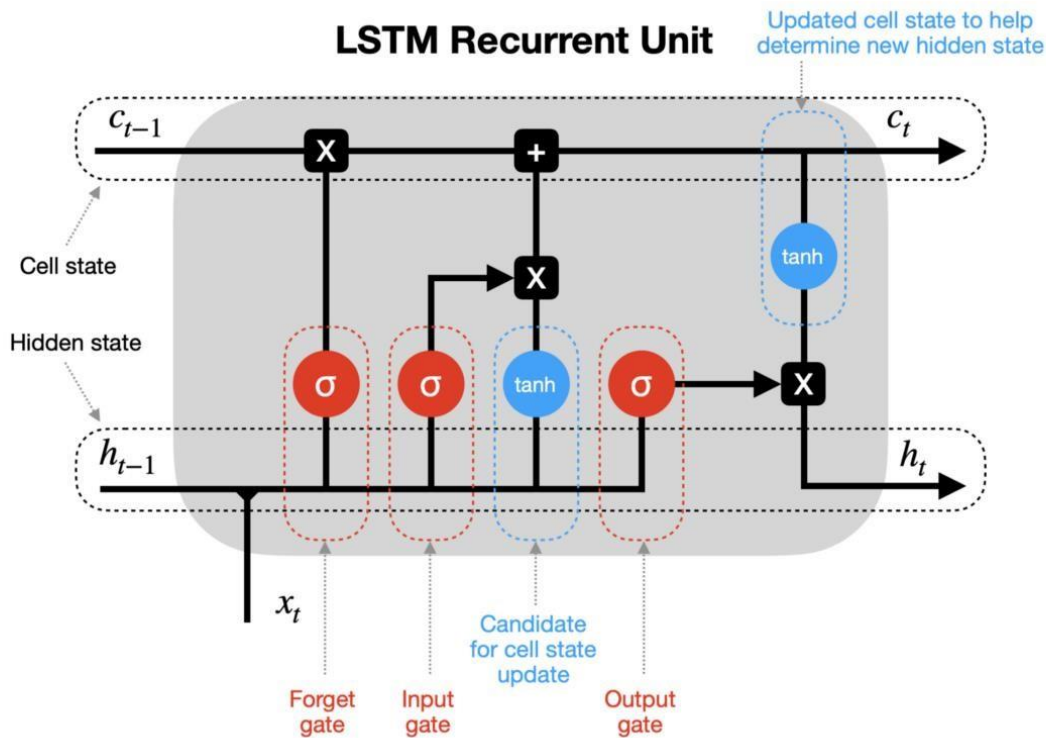 LSTM Recurrent Unit
Updated cell state to help
determine new hidden state
c_{t-1}
X
+
c_t
Cell state
tanh
X
Hidden state
σ
σ
tanh
σ
X
h_{t-1}
h_t
x_t
Candidate
for cell state
update
Forget
gate
Input
gate
Output
gate